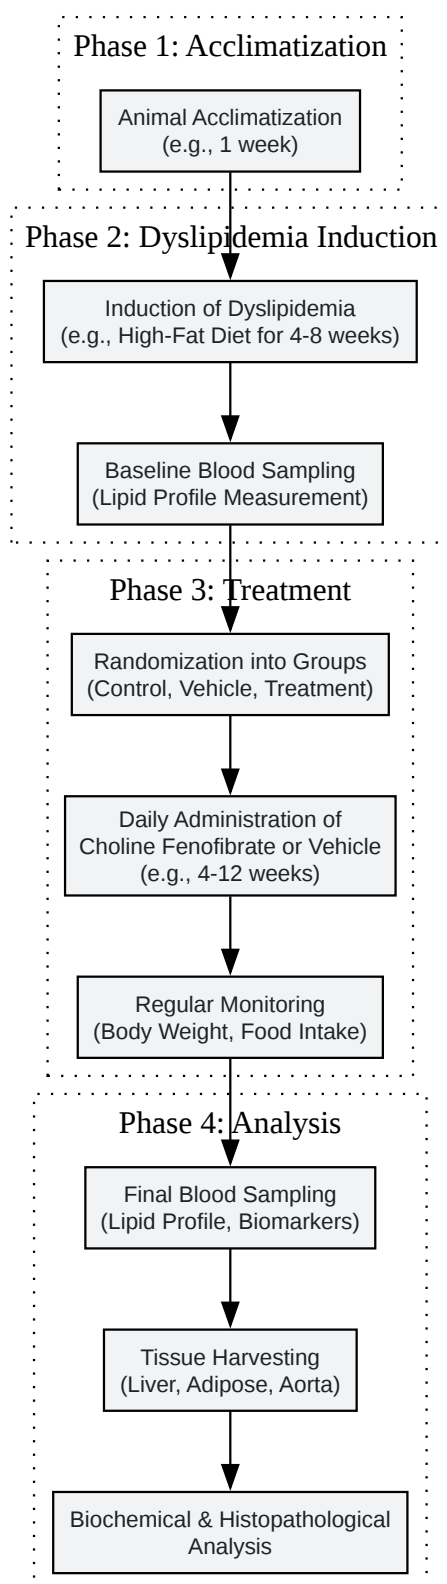 Phase 1: Acclimatization
Animal Acclimatization
(e.g., 1 week)
Phase 2: Dyslipidemia Induction
Induction of Dyslipidemia
(e.g., High-Fat Diet for 4-8 weeks)
Baseline Blood Sampling
(Lipid Profile Measurement)
Phase 3: Treatment
Randomization into Groups
(Control, Vehicle, Treatment)
Daily Administration of
Choline Fenofibrate or Vehicle
(e.g., 4-12 weeks)
Regular Monitoring
(Body Weight, Food Intake)
Phase 4: Analysis
Final Blood Sampling
(Lipid Profile, Biomarkers)
Tissue Harvesting
(Liver, Adipose, Aorta)
Biochemical & Histopathological
Analysis